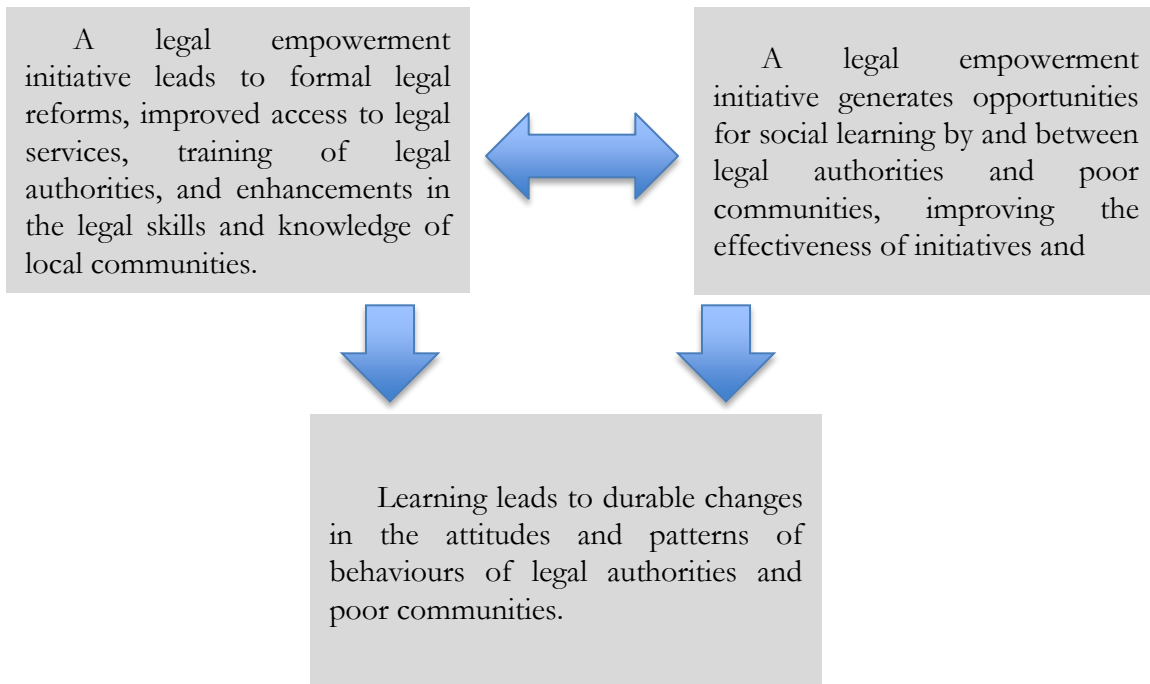 A legal empowerment
initiative leads to formal legal
reforms, improved access to legal
services, training of legal
authorities, and enhancements in
the legal skills and knowledge of
local communities.
A legal empowerment
initiative generates opportunities
for social learning by and between
legal authorities and poor
communities, improving the
effectiveness of initiatives and
Learning leads to durable changes
in the attitudes and patterns of
behaviours of legal authorities and
poor communities.